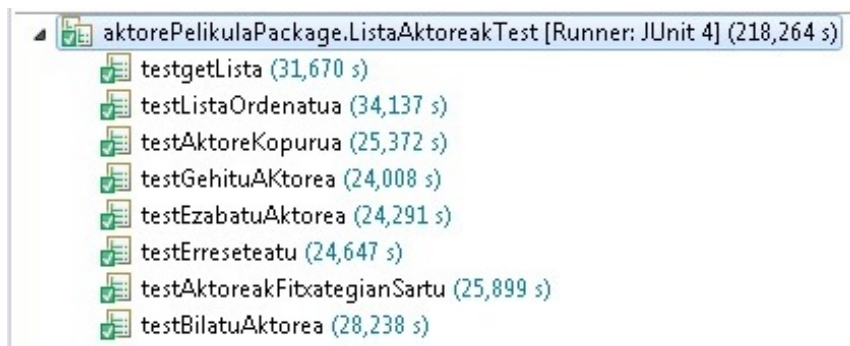 aktorePelikulaPackage.ListaAktoreakTest [Runner: JUnit 4] (218,264 s)
testgetLista (31,670 s)
testListaOrdenatua (34,137 s)
testAktoreKopurua (25,372 s)
testGehituAKtorea (24,008 s)
testEzabatuAktorea (24,291 s)
testErreseteatu (24,647 s)
testAktoreakFitxategianSartu (25,899 s)
testBilatuAktorea (28,238 s)